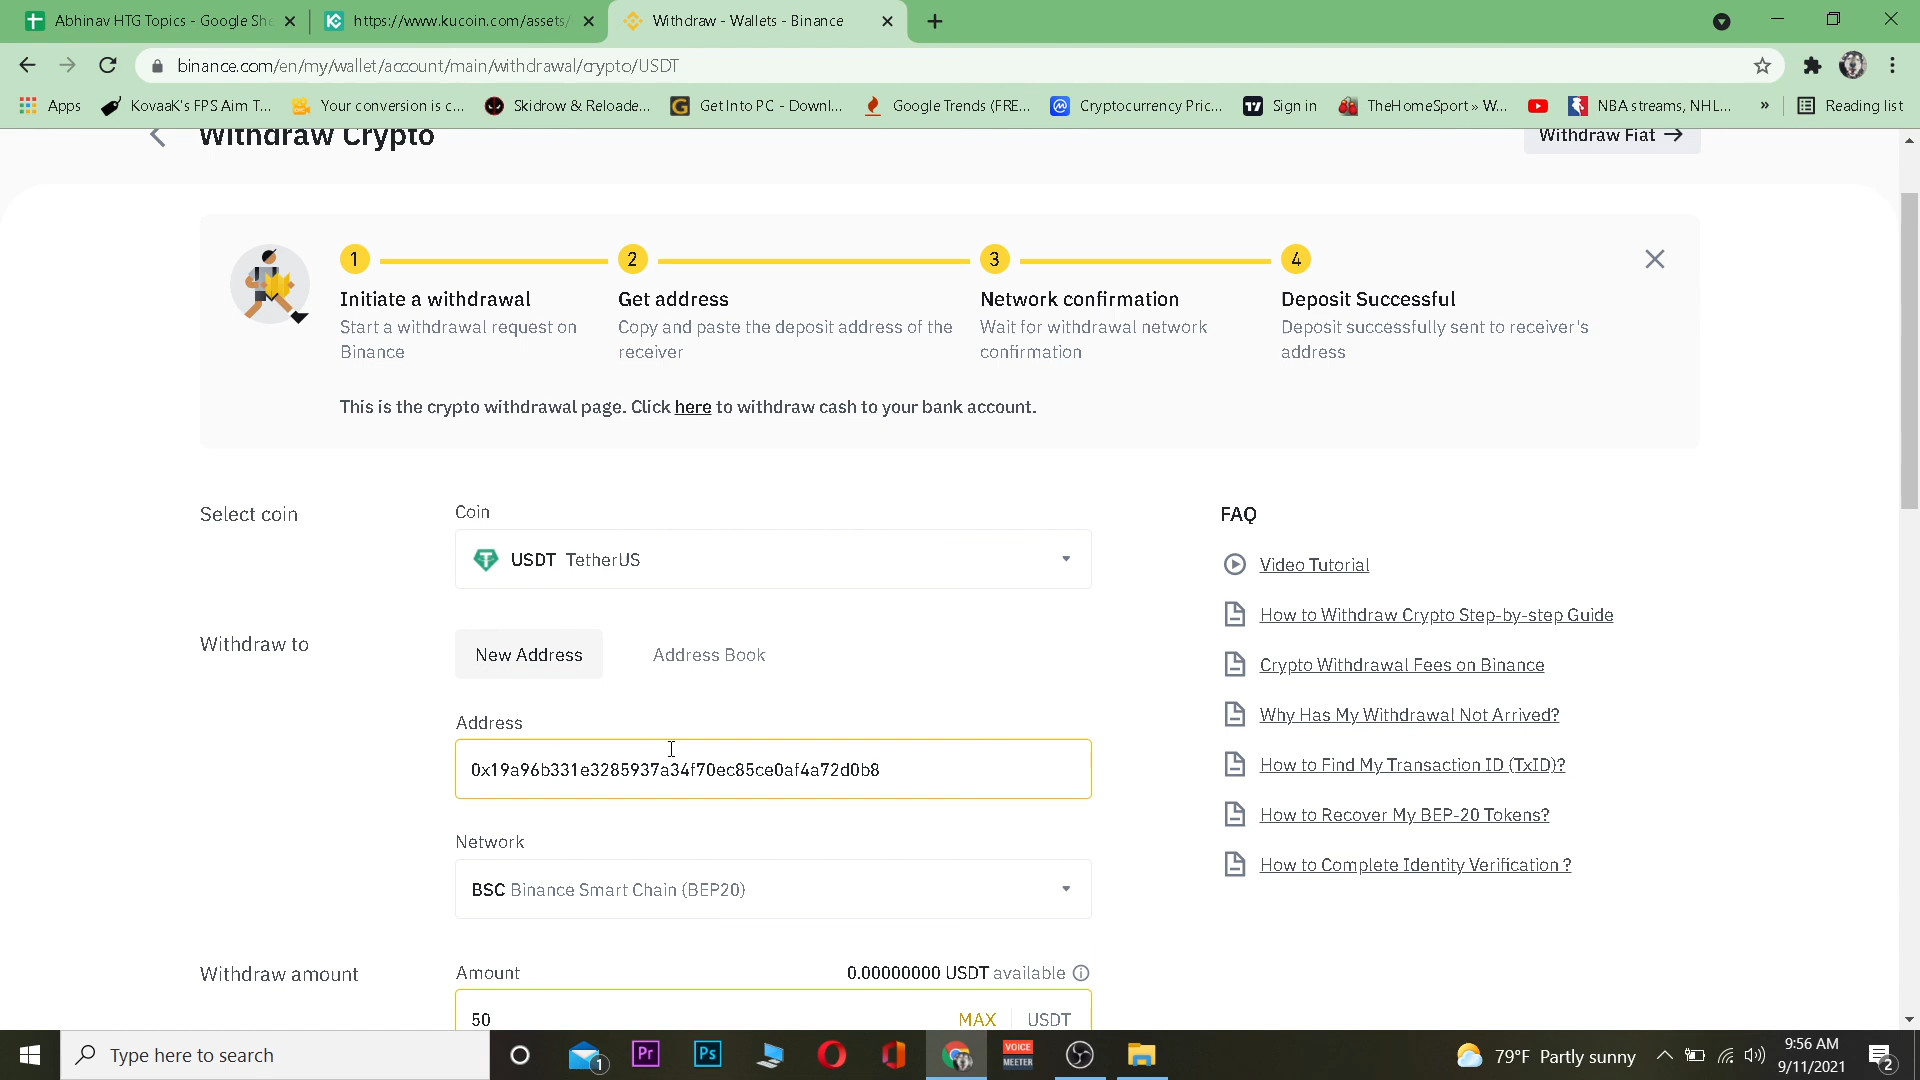 Abhinav HTG Topics - Google She
https://www.kucoin.com/assets/
Withdraw - Wallets - Binance
binance.com/en/my/wallet/account/main/withdrawal/crypto/USDT
Apps
KovaaK's FPS Aim T...
Your conversion is c...
Skidrow & Reloade...
Get Into PC - Downl...
Google Trends (FRE...
Cryptocurrency Pric...
Sign in
TheHomeSport » W...
NBA streams, NHL...
»
Reading list
Withdraw Crypto
Withdraw Fiat →
1
2
3
4
Initiate a withdrawal
Start a withdrawal request on
Binance
Get address
Copy and paste the deposit address of the
receiver
Network confirmation
Wait for withdrawal network
confirmation
Deposit Successful
Deposit successfully sent to receiver's
address
This is the crypto withdrawal page. Click here to withdraw cash to your bank account.
Select coin
Coin
USDT TetherUS
Withdraw to
New Address
Address Book
Address
0x19a96b331e3285937a34f70ec85ce0af4a72d0b8
Network
BSC Binance Smart Chain (BEP20)
Withdraw amount
Amount
0.00000000 USDT available
50
MAX
USDT
FAQ
Video Tutorial
How to Withdraw Crypto Step-by-step Guide
Crypto Withdrawal Fees on Binance
Why Has My Withdrawal Not Arrived?
How to Find My Transaction ID (TxID)?
How to Recover My BEP-20 Tokens?
How to Complete Identity Verification ?
Type here to search
1
Pr
Ps
VOICE
MEETER
79°F Partly sunny
9:56 AM
9/11/2021
2